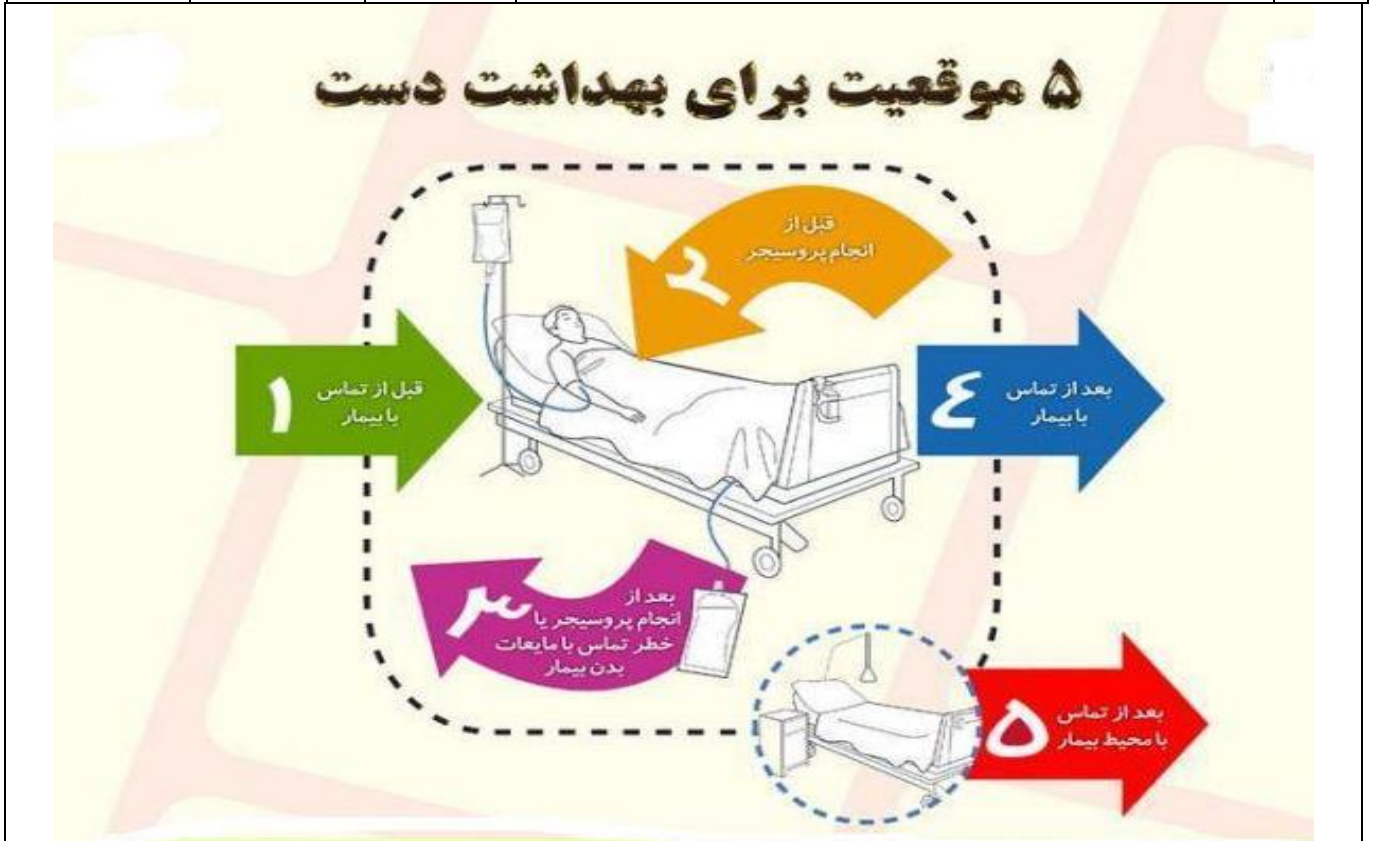 ۵ موقعیت برای بهداشت دست
۱
قبل از تماس
با بیمار
۲
قبل از
انجام پروسیجر
۳
بعد از
انجام پروسیجر یا
خطر تماس با مایعات
بدن بیمار
٤
بعد از تماس
با بیمار
۵
بعد از تماس
با محیط بیمار